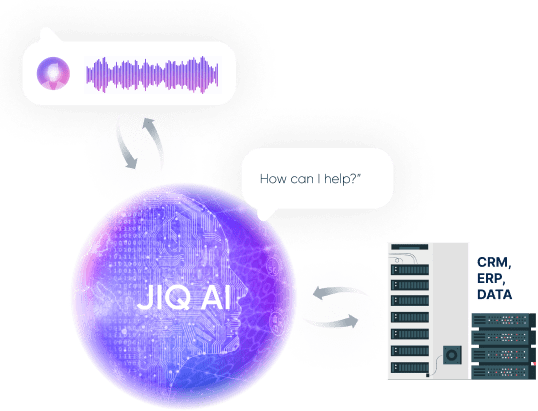 How can I help?”
JIQ AI
CRM,
ERP,
DATA